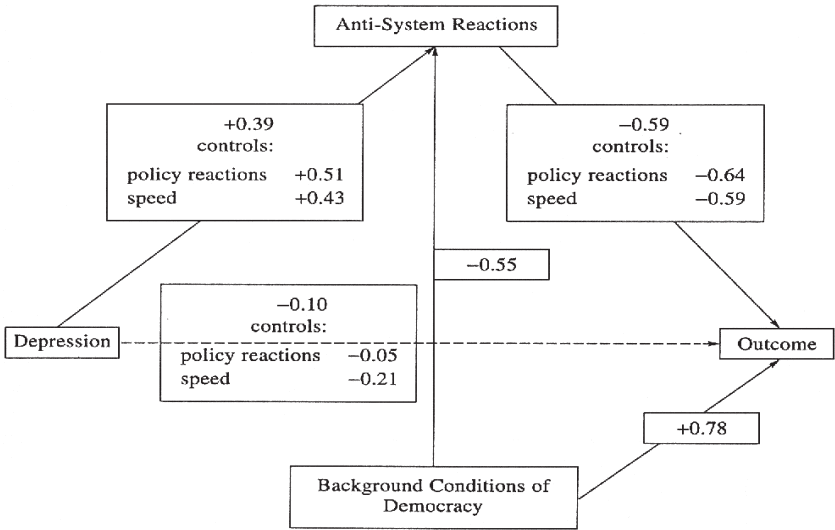 Anti-System Reactions
+0.39
controls:
policy reactions +0.51
speed +0.43
−0.59
controls:
policy reactions −0.64
speed −0.59
−0.55
−0.10
controls:
policy reactions −0.05
speed −0.21
Depression
Outcome
+0.78
Background Conditions of
Democracy